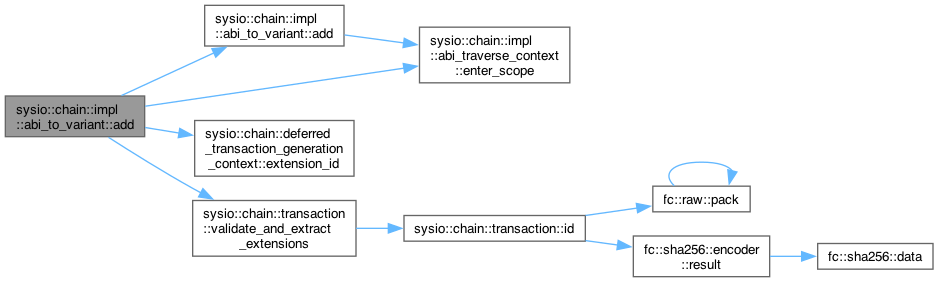 sysio::chain::impl
::abi_to_variant::add
sysio::chain::impl
::abi_to_variant::add
sysio::chain::impl
::abi_traverse_context
::enter_scope
sysio::chain::deferred
_transaction_generation
_context::extension_id
sysio::chain::transaction
::validate_and_extract
_extensions
sysio::chain::transaction::id
fc::raw::pack
fc::sha256::encoder
::result
fc::sha256::data